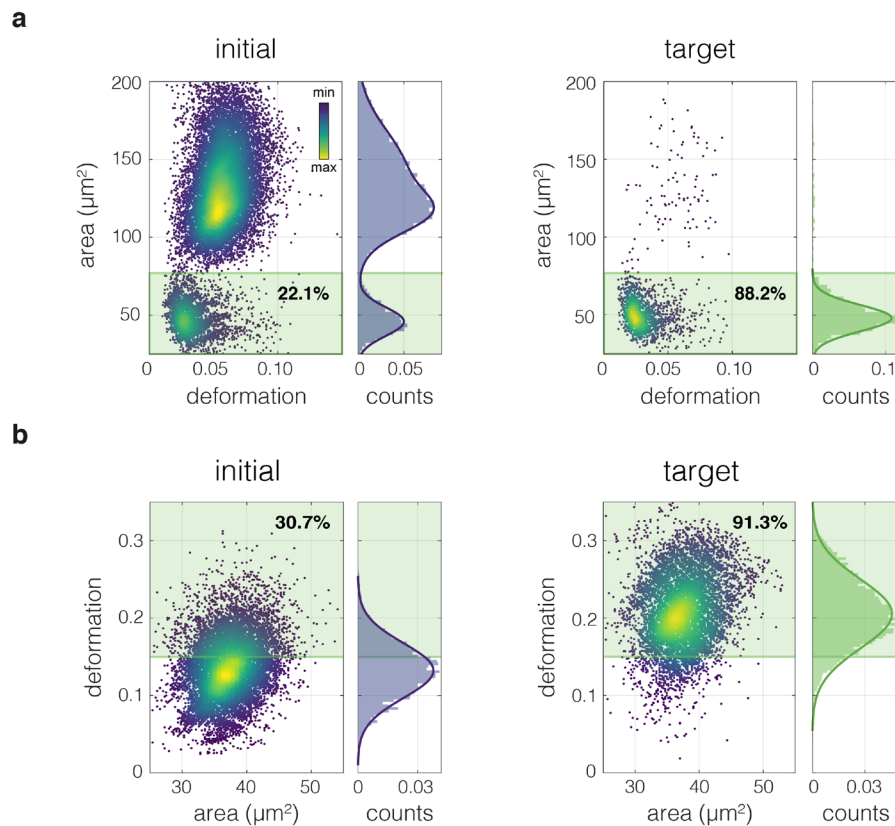 a
initial
target
200
150
100
50
area (µm²)
min
max
22.1%
0
0.05
0.10
deformation
0
0.05
counts
200
150
100
50
area (µm²)
88.2%
0
0.05
0.10
deformation
0
0.1
counts
b
initial
target
0.3
0.2
0.1
0
deformation
30.7%
30
40
50
area (µm²)
0
0.03
counts
0.3
0.2
0.1
0
deformation
91.3%
30
40
50
area (µm²)
0
0.03
counts